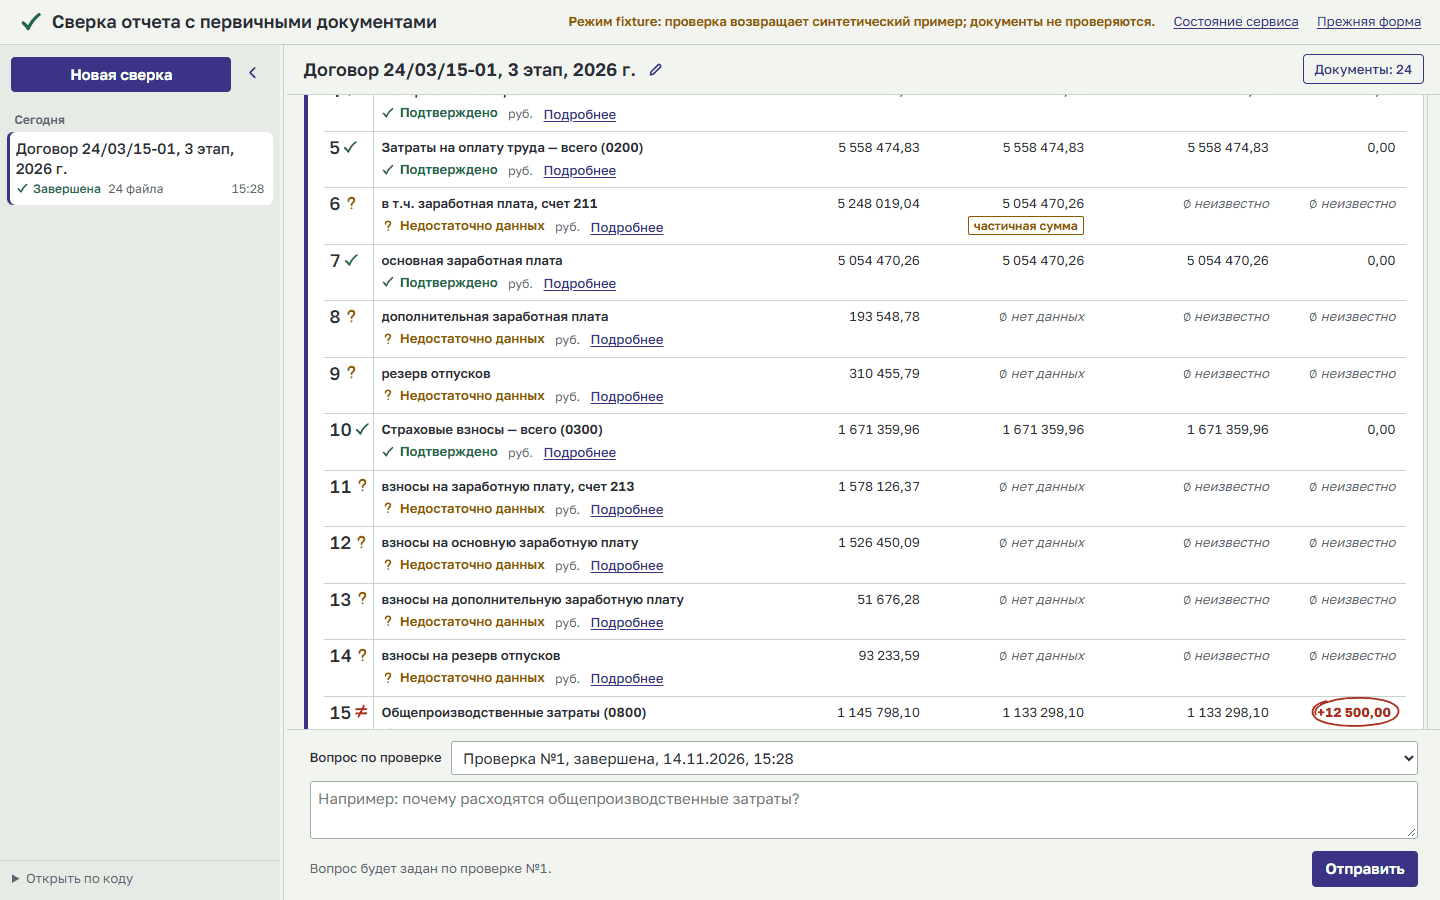 Сверка отчета с первичными документами
Режим fixture: проверка возвращает синтетический пример; документы не проверяются.
Состояние сервиса
Прежняя форма
Новая сверка
Сегодня
Договор 24/03/15-01, 3 этап, 2026 г.
Завершена 24 файла 15:28
Открыть по коду
Договор 24/03/15-01, 3 этап, 2026 г.
Документы: 24
Подтверждено руб. Подробнее
5 Затраты на оплату труда — всего (0200) 5 558 474,83 5 558 474,83 5 558 474,83 0,00
Подтверждено руб. Подробнее
6 ? в т.ч. заработная плата, счет 211 5 248 019,04 5 054 470,26 ∅ неизвестно ∅ неизвестно
? Недостаточно данных руб. Подробнее частичная сумма
7 основная заработная плата 5 054 470,26 5 054 470,26 5 054 470,26 0,00
Подтверждено руб. Подробнее
8 ? дополнительная заработная плата 193 548,78 ∅ нет данных ∅ неизвестно ∅ неизвестно
? Недостаточно данных руб. Подробнее
9 ? резерв отпусков 310 455,79 ∅ нет данных ∅ неизвестно ∅ неизвестно
? Недостаточно данных руб. Подробнее
10 Страховые взносы — всего (0300) 1 671 359,96 1 671 359,96 1 671 359,96 0,00
Подтверждено руб. Подробнее
11 ? взносы на заработную плату, счет 213 1 578 126,37 ∅ нет данных ∅ неизвестно ∅ неизвестно
? Недостаточно данных руб. Подробнее
12 ? взносы на основную заработную плату 1 526 450,09 ∅ нет данных ∅ неизвестно ∅ неизвестно
? Недостаточно данных руб. Подробнее
13 ? взносы на дополнительную заработную плату 51 676,28 ∅ нет данных ∅ неизвестно ∅ неизвестно
? Недостаточно данных руб. Подробнее
14 ? взносы на резерв отпусков 93 233,59 ∅ нет данных ∅ неизвестно ∅ неизвестно
? Недостаточно данных руб. Подробнее
15 ≠ Общепроизводственные затраты (0800) 1 145 798,10 1 133 298,10 1 133 298,10 +12 500,00
Вопрос по проверке Проверка №1, завершена, 14.11.2026, 15:28
Например: почему расходятся общепроизводственные затраты?
Вопрос будет задан по проверке №1.
Отправить